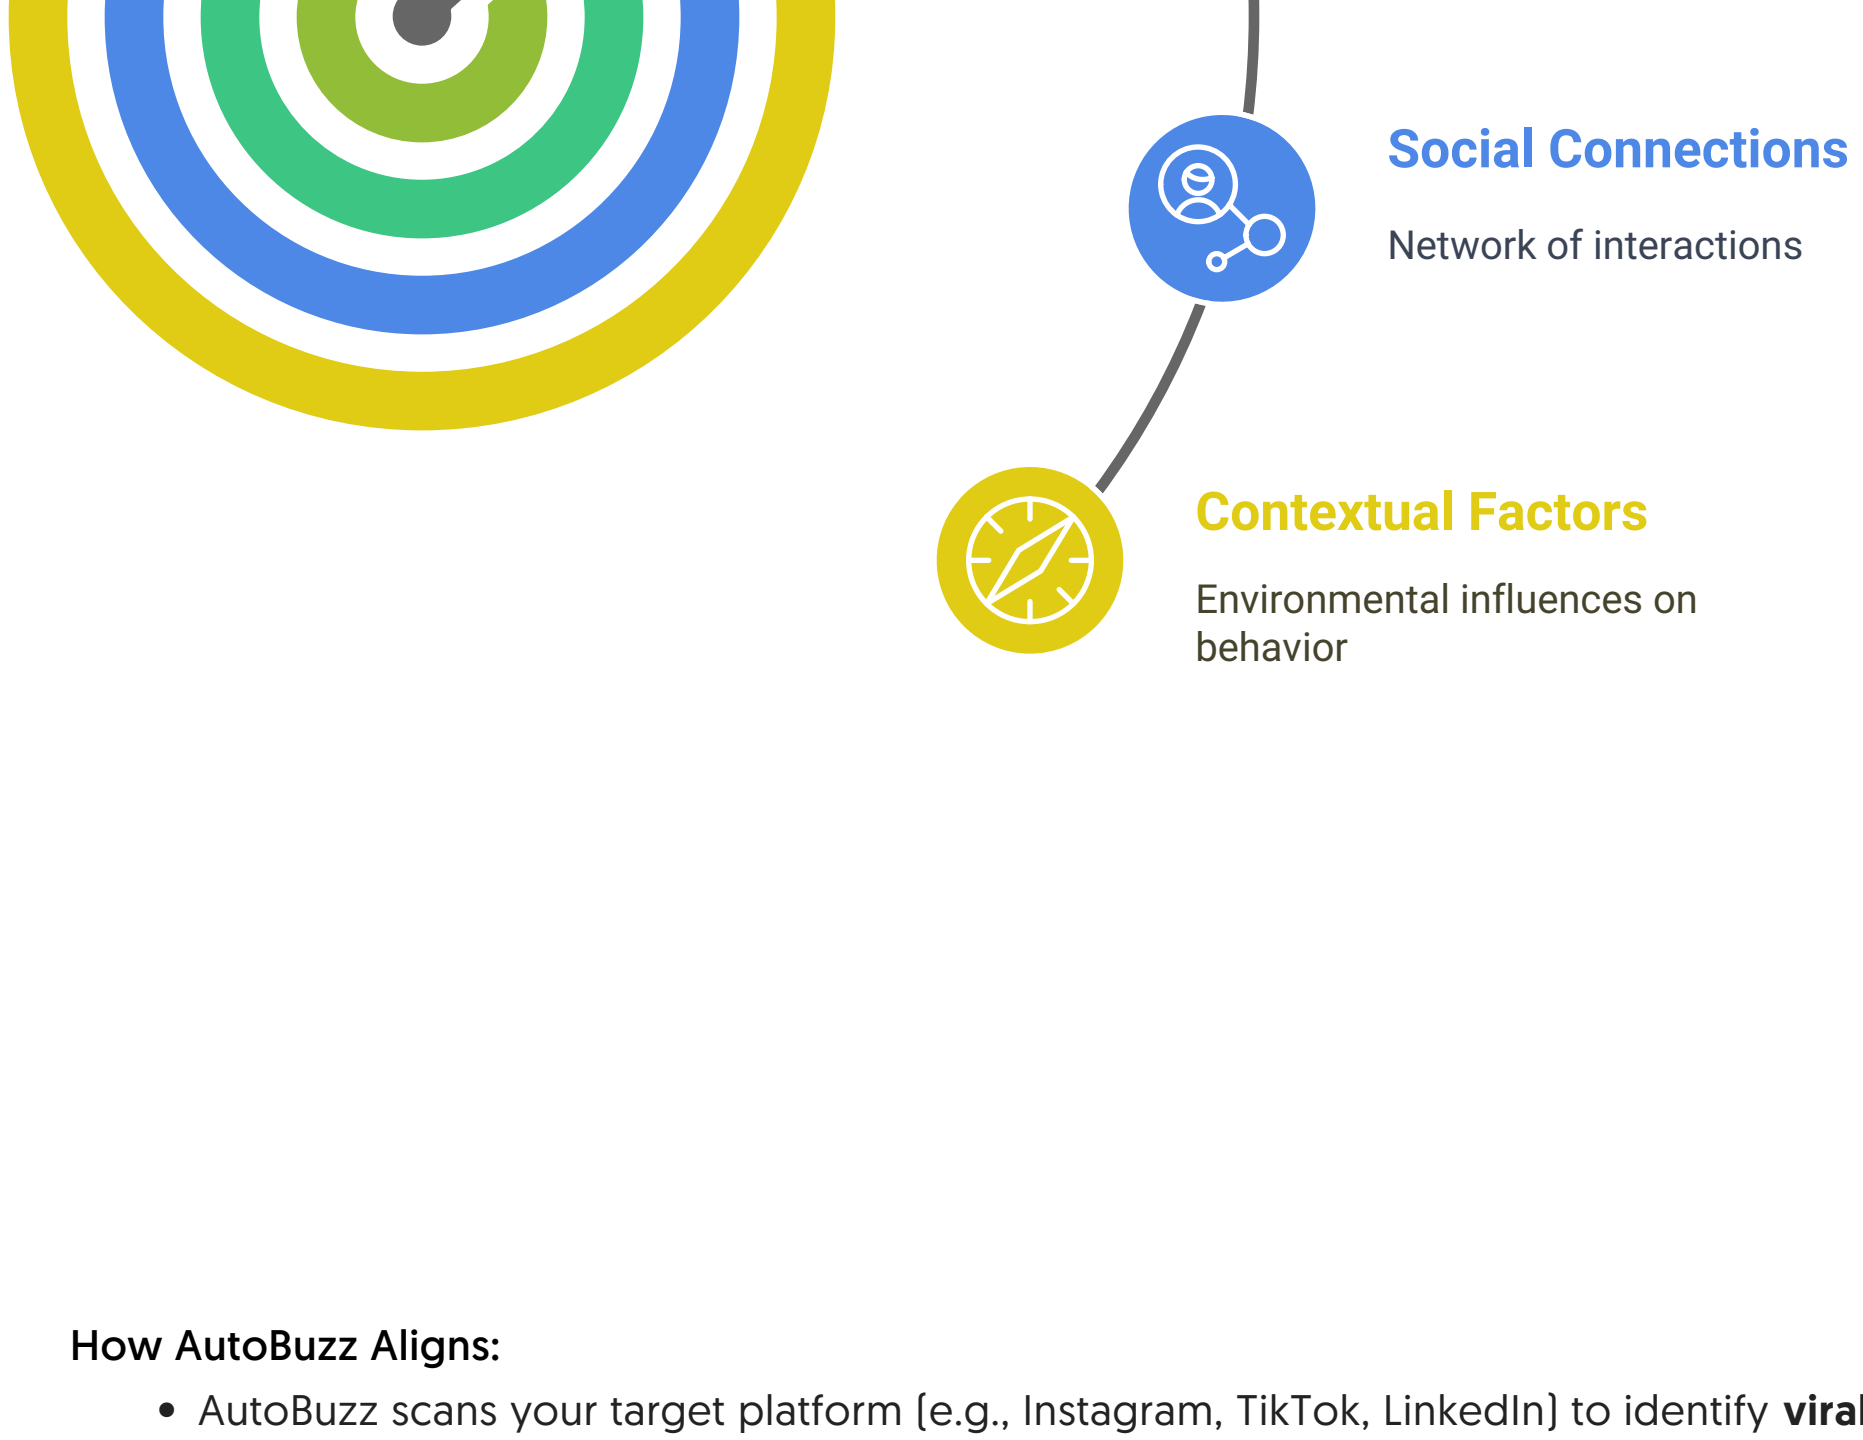 Social Connections
Network of interactions
Contextual Factors
Environmental influences on
behavior
How AutoBuzz Aligns:
• AutoBuzz scans your target platform (e.g., Instagram, TikTok, LinkedIn) to identify viral